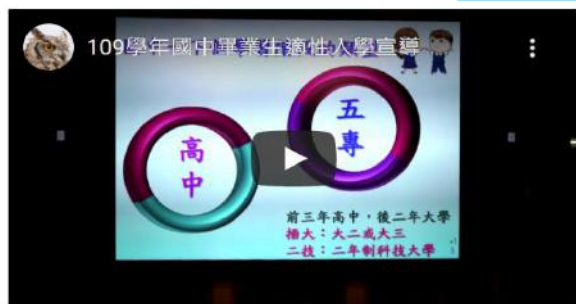 109學年國中畢業生適性入學宣導
高中
五專
前三年高中，後二年大學
插大：大二或大三
二技：二年制科技大學